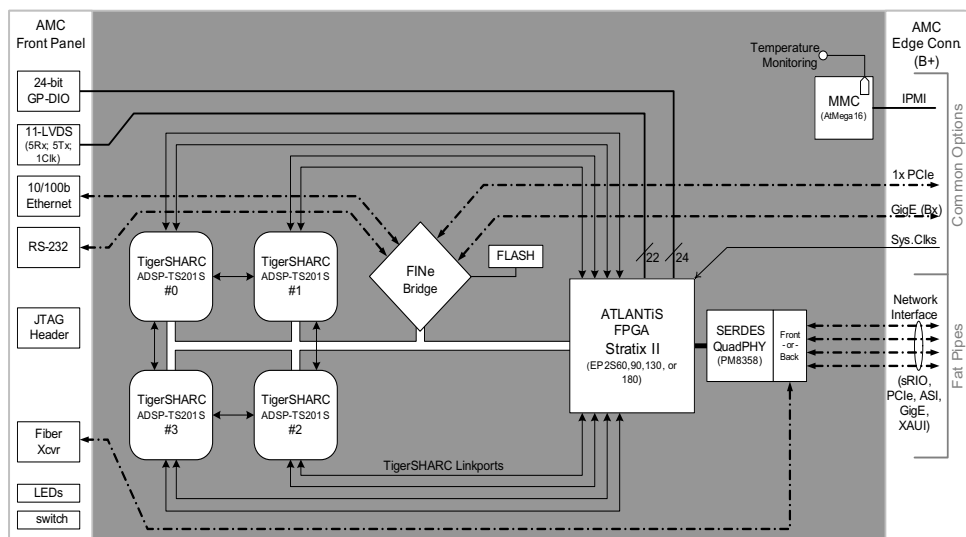 AMC
Front Panel
24-bit
GP-DIO
11-LVDS
(5Rx; 5Tx;
1Clk)
10/100b
Ethernet
RS-232
JTAG
Header
Fiber
Xcvr
LEDs
switch
TigerSHARC
ADSP-TS201S
#0
TigerSHARC
ADSP-TS201S
#1
TigerSHARC
ADSP-TS201S
#3
TigerSHARC
ADSP-TS201S
#2
TigerSHARC Linkports
FINe
Bridge
FLASH
22
24
ATLANTiS
FPGA
Stratix II
(EP2S60,90,130, or
180)
SERDES
QuadPHY
(PM8358)
Front
-or-
Back
Temperature
Monitoring
MMC
(AtMega16)
AMC
Edge Conn.
(B+)
IPMI
1x PCIe
GigE (Bx)
Sys.Clks
Network
Interface
(sRIO,
PCIe, ASI,
GigE,
XAUI)
Common Options
Fat Pipes